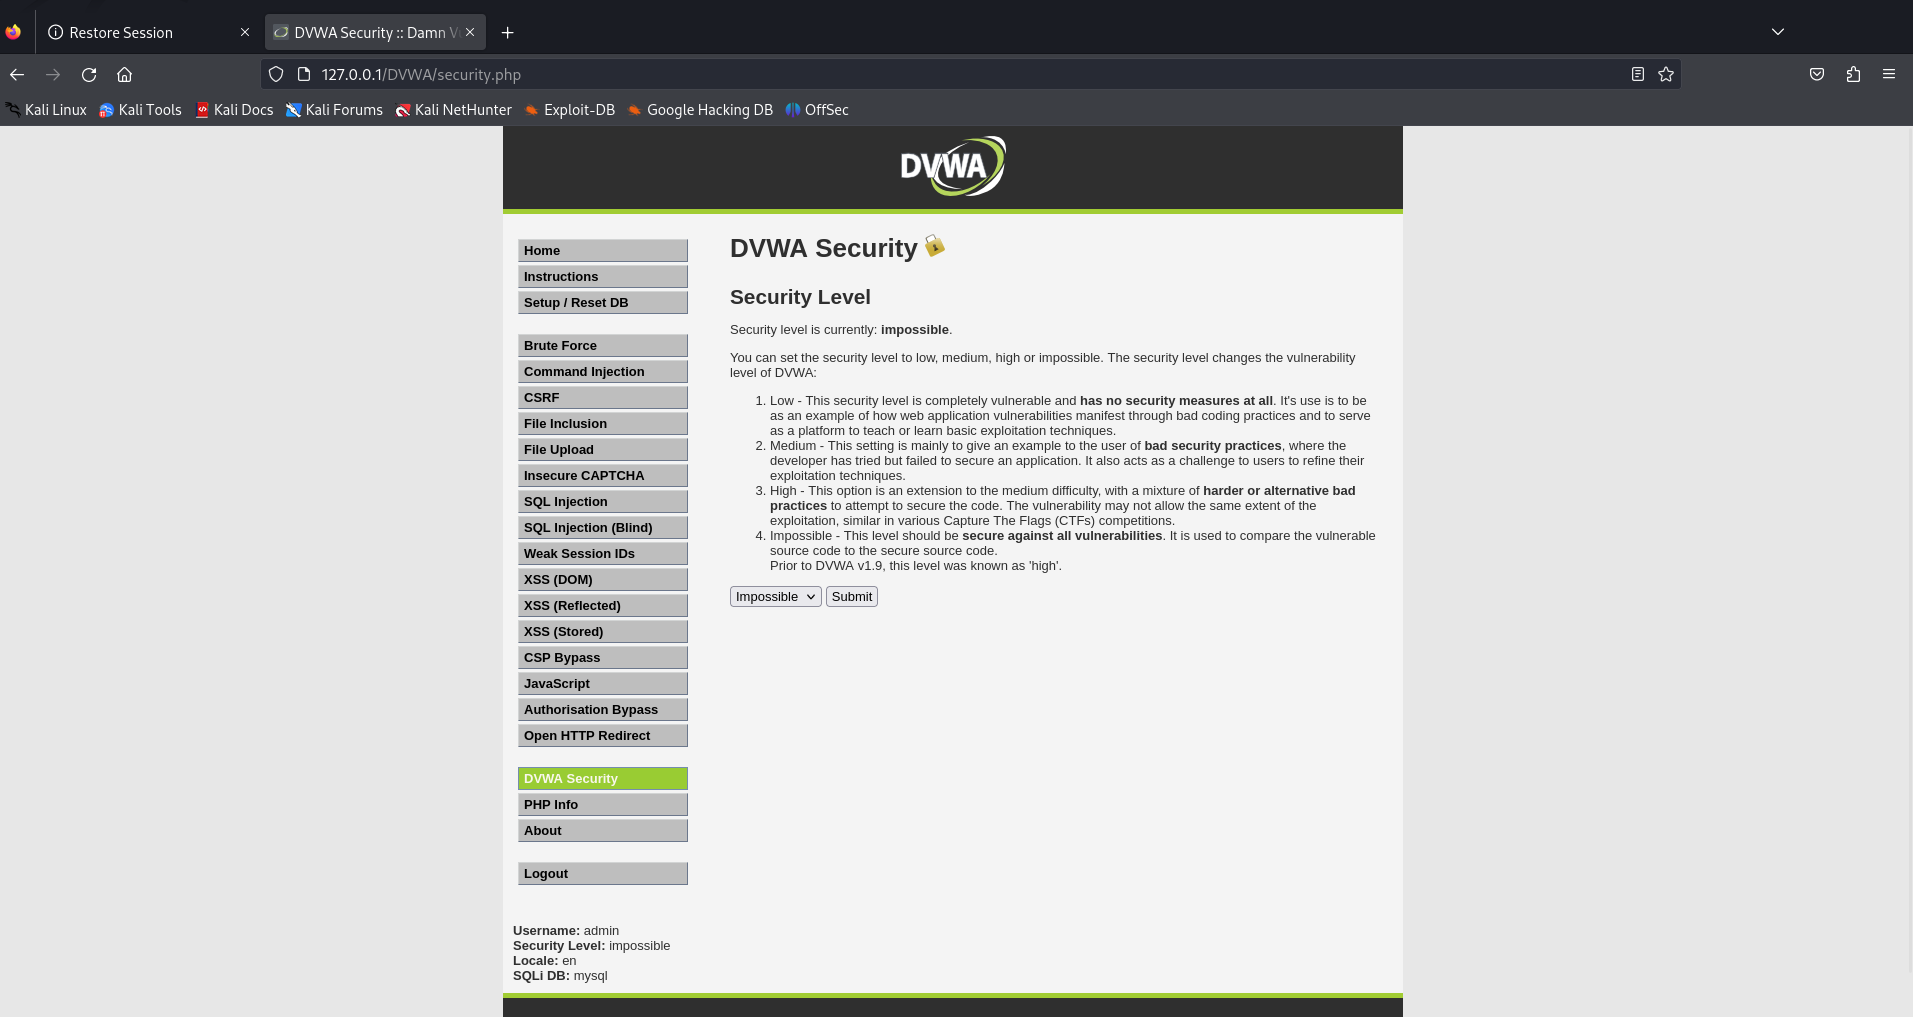 Restore Session
DVWA Security :: Damn V
127.0.0.1/DVWA/security.php
Kali Linux Kali Tools Kali Docs Kali Forums Kali NetHunter Exploit-DB Google Hacking DB OffSec
DVWA
Home
Instructions
Setup / Reset DB
Brute Force
Command Injection
CSRF
File Inclusion
File Upload
Insecure CAPTCHA
SQL Injection
SQL Injection (Blind)
Weak Session IDs
XSS (DOM)
XSS (Reflected)
XSS (Stored)
CSP Bypass
JavaScript
Authorisation Bypass
Open HTTP Redirect
DVWA Security
PHP Info
About
Logout
Username: admin
Security Level: impossible
Locale: en
SQLi DB: mysql
DVWA Security
Security Level
Security level is currently: impossible.
You can set the security level to low, medium, high or impossible. The security level changes the vulnerability
level of DVWA:
1. Low - This security level is completely vulnerable and has no security measures at all. It's use is to be
as an example of how web application vulnerabilities manifest through bad coding practices and to serve
as a platform to teach or learn basic exploitation techniques.
2. Medium - This setting is mainly to give an example to the user of bad security practices, where the
developer has tried but failed to secure an application. It also acts as a challenge to users to refine their
exploitation techniques.
3. High - This option is an extension to the medium difficulty, with a mixture of harder or alternative bad
practices to attempt to secure the code. The vulnerability may not allow the same extent of the
exploitation, similar in various Capture The Flags (CTFs) competitions.
4. Impossible - This level should be secure against all vulnerabilities. It is used to compare the vulnerable
source code to the secure source code.
Prior to DVWA v1.9, this level was known as 'high'.
Impossible Submit